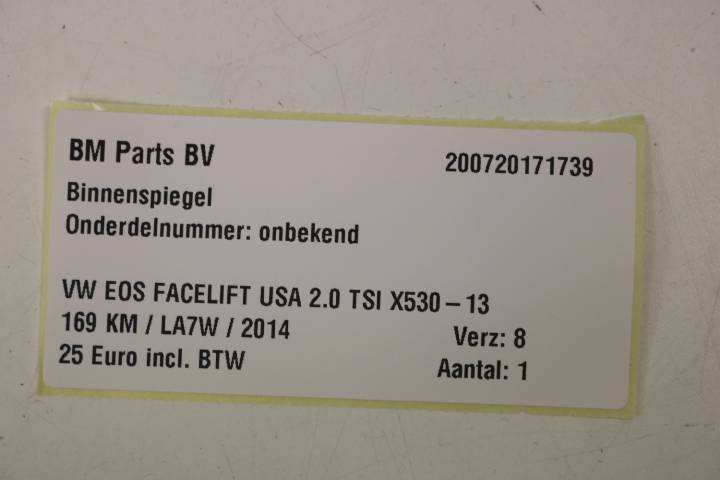 BM Parts BV 200720171739
Binnenspiegel
Onderdelnummer: onbekend
VW EOS FACELIFT USA 2.0 TSI X530 – 13
169 KM / LA7W / 2014 Verz: 8
25 Euro incl. BTW Aantal: 1